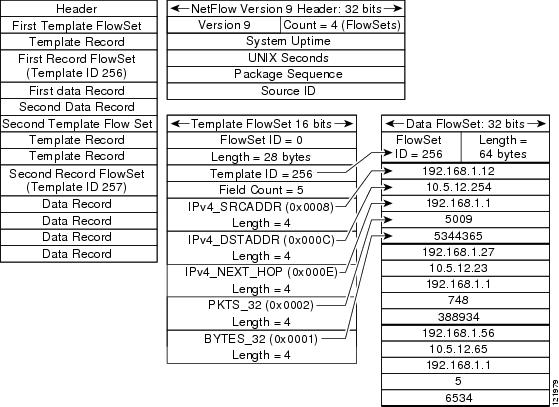 Header
First Template FlowSet
Template Record
First Record FlowSet
(Template ID 256)
First data Record
Second Data Record
Second Template Flow Set
Template Record
Template Record
Second Record FlowSet
(Template ID 257)
Data Record
Data Record
Data Record
Data Record
NetFlow Version 9 Header: 32 bits
Version 9 Count = 4 (FlowSets)
System Uptime
UNIX Seconds
Package Sequence
Source ID
Template FlowSet 16 bits
FlowSet ID = 0
Length = 28 bytes
Template ID = 256
Field Count = 5
IPv4_SRCADDR (0x0008)
Length = 4
IPv4_DSTADDR (0x000C)
Length = 4
IPv4_NEXT_HOP (0x000E)
Length = 4
PKTS_32 (0x0002)
Length = 4
BYTES_32 (0x0001)
Length = 4
Data FlowSet: 32 bits
FlowSet
ID = 256
Length =
64 bytes
192.168.1.12
10.5.12.254
192.168.1.1
5009
5344365
192.168.1.27
10.5.12.23
192.168.1.1
748
388934
192.168.1.56
10.5.12.65
192.168.1.1
5
6534
121979